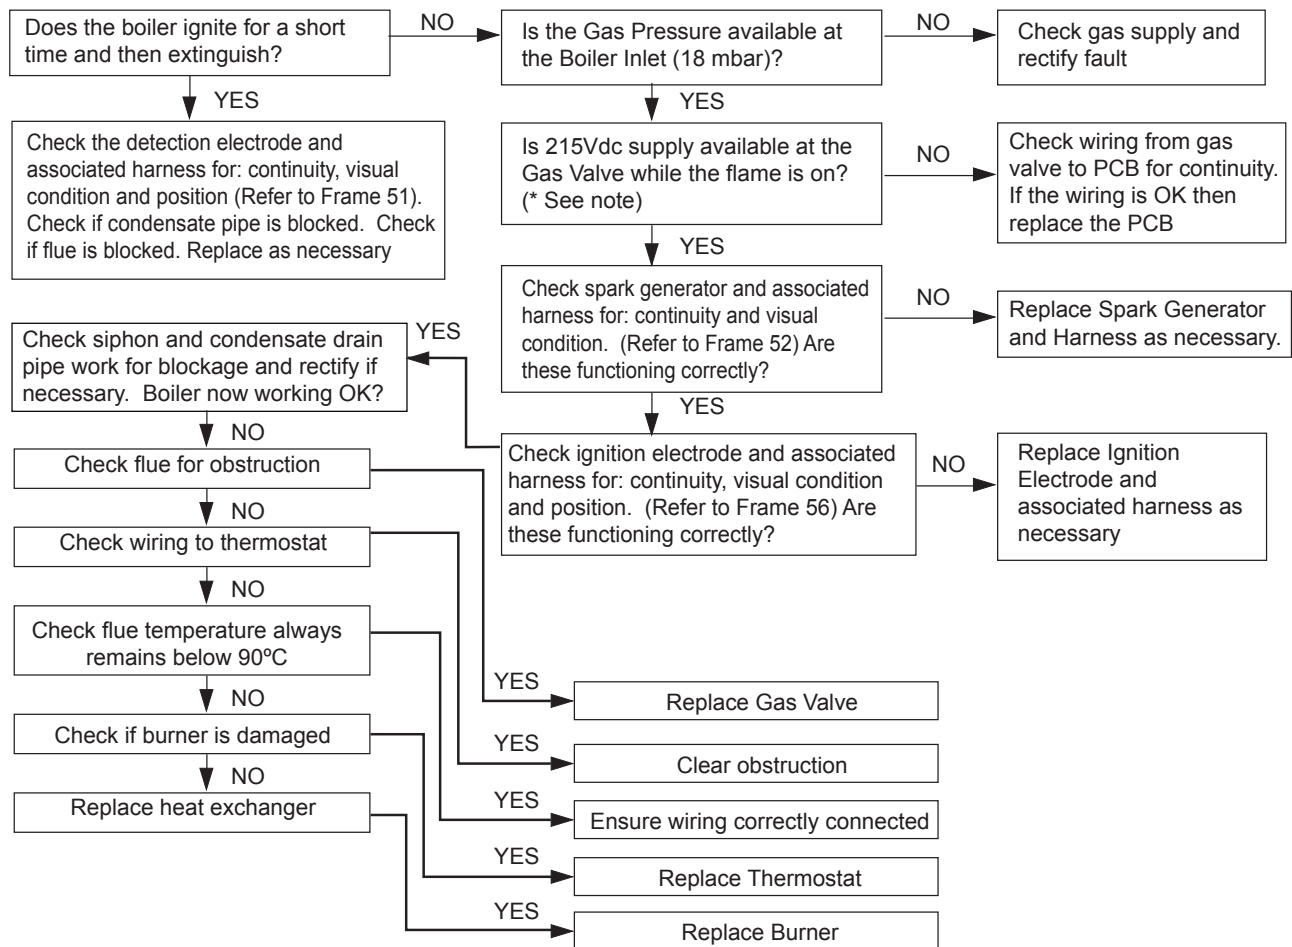 Does the boiler ignite for a short
time and then extinguish?
NO
Is the Gas Pressure available at
the Boiler Inlet (18 mbar)?
NO
Check gas supply and
rectify fault
YES
YES
Check the detection electrode and
associated harness for: continuity, visual
condition and position (Refer to Frame 51).
Check if condensate pipe is blocked. Check
if flue is blocked. Replace as necessary
Is 215Vdc supply available at the
Gas Valve while the flame is on?
(* See note)
NO
Check wiring from gas
valve to PCB for continuity.
If the wiring is OK then
replace the PCB
YES
Check spark generator and associated
harness for: continuity and visual
condition. (Refer to Frame 52) Are
these functioning correctly?
NO
Replace Spark Generator
and Harness as necessary.
YES
Check ignition electrode and associated
harness for: continuity, visual condition
and position. (Refer to Frame 56) Are
these functioning correctly?
NO
Replace Ignition
Electrode and
associated harness as
necessary
YES
Check siphon and condensate drain
pipe work for blockage and rectify if
necessary. Boiler now working OK?
NO
Check flue for obstruction
NO
Check wiring to thermostat
NO
Check flue temperature always
remains below 90ºC
NO
Check if burner is damaged
NO
Replace heat exchanger
YES
Replace Gas Valve
YES
Clear obstruction
YES
Ensure wiring correctly connected
YES
Replace Thermostat
YES
Replace Burner